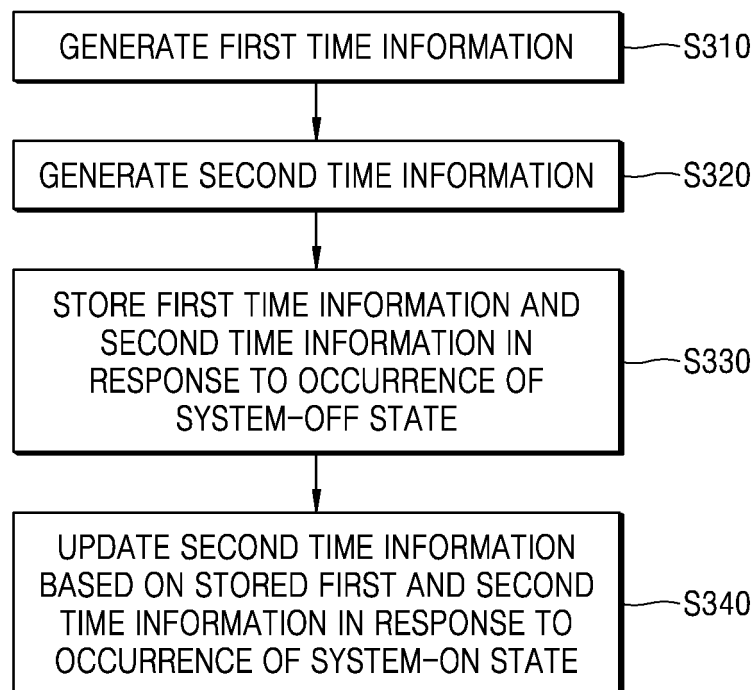 GENERATE FIRST TIME INFORMATION
S310
GENERATE SECOND TIME INFORMATION
S320
STORE FIRST TIME INFORMATION AND
SECOND TIME INFORMATION IN
RESPONSE TO OCCURRENCE OF
SYSTEM-OFF STATE
S330
UPDATE SECOND TIME INFORMATION
BASED ON STORED FIRST AND SECOND
TIME INFORMATION IN RESPONSE TO
OCCURRENCE OF SYSTEM-ON STATE
S340